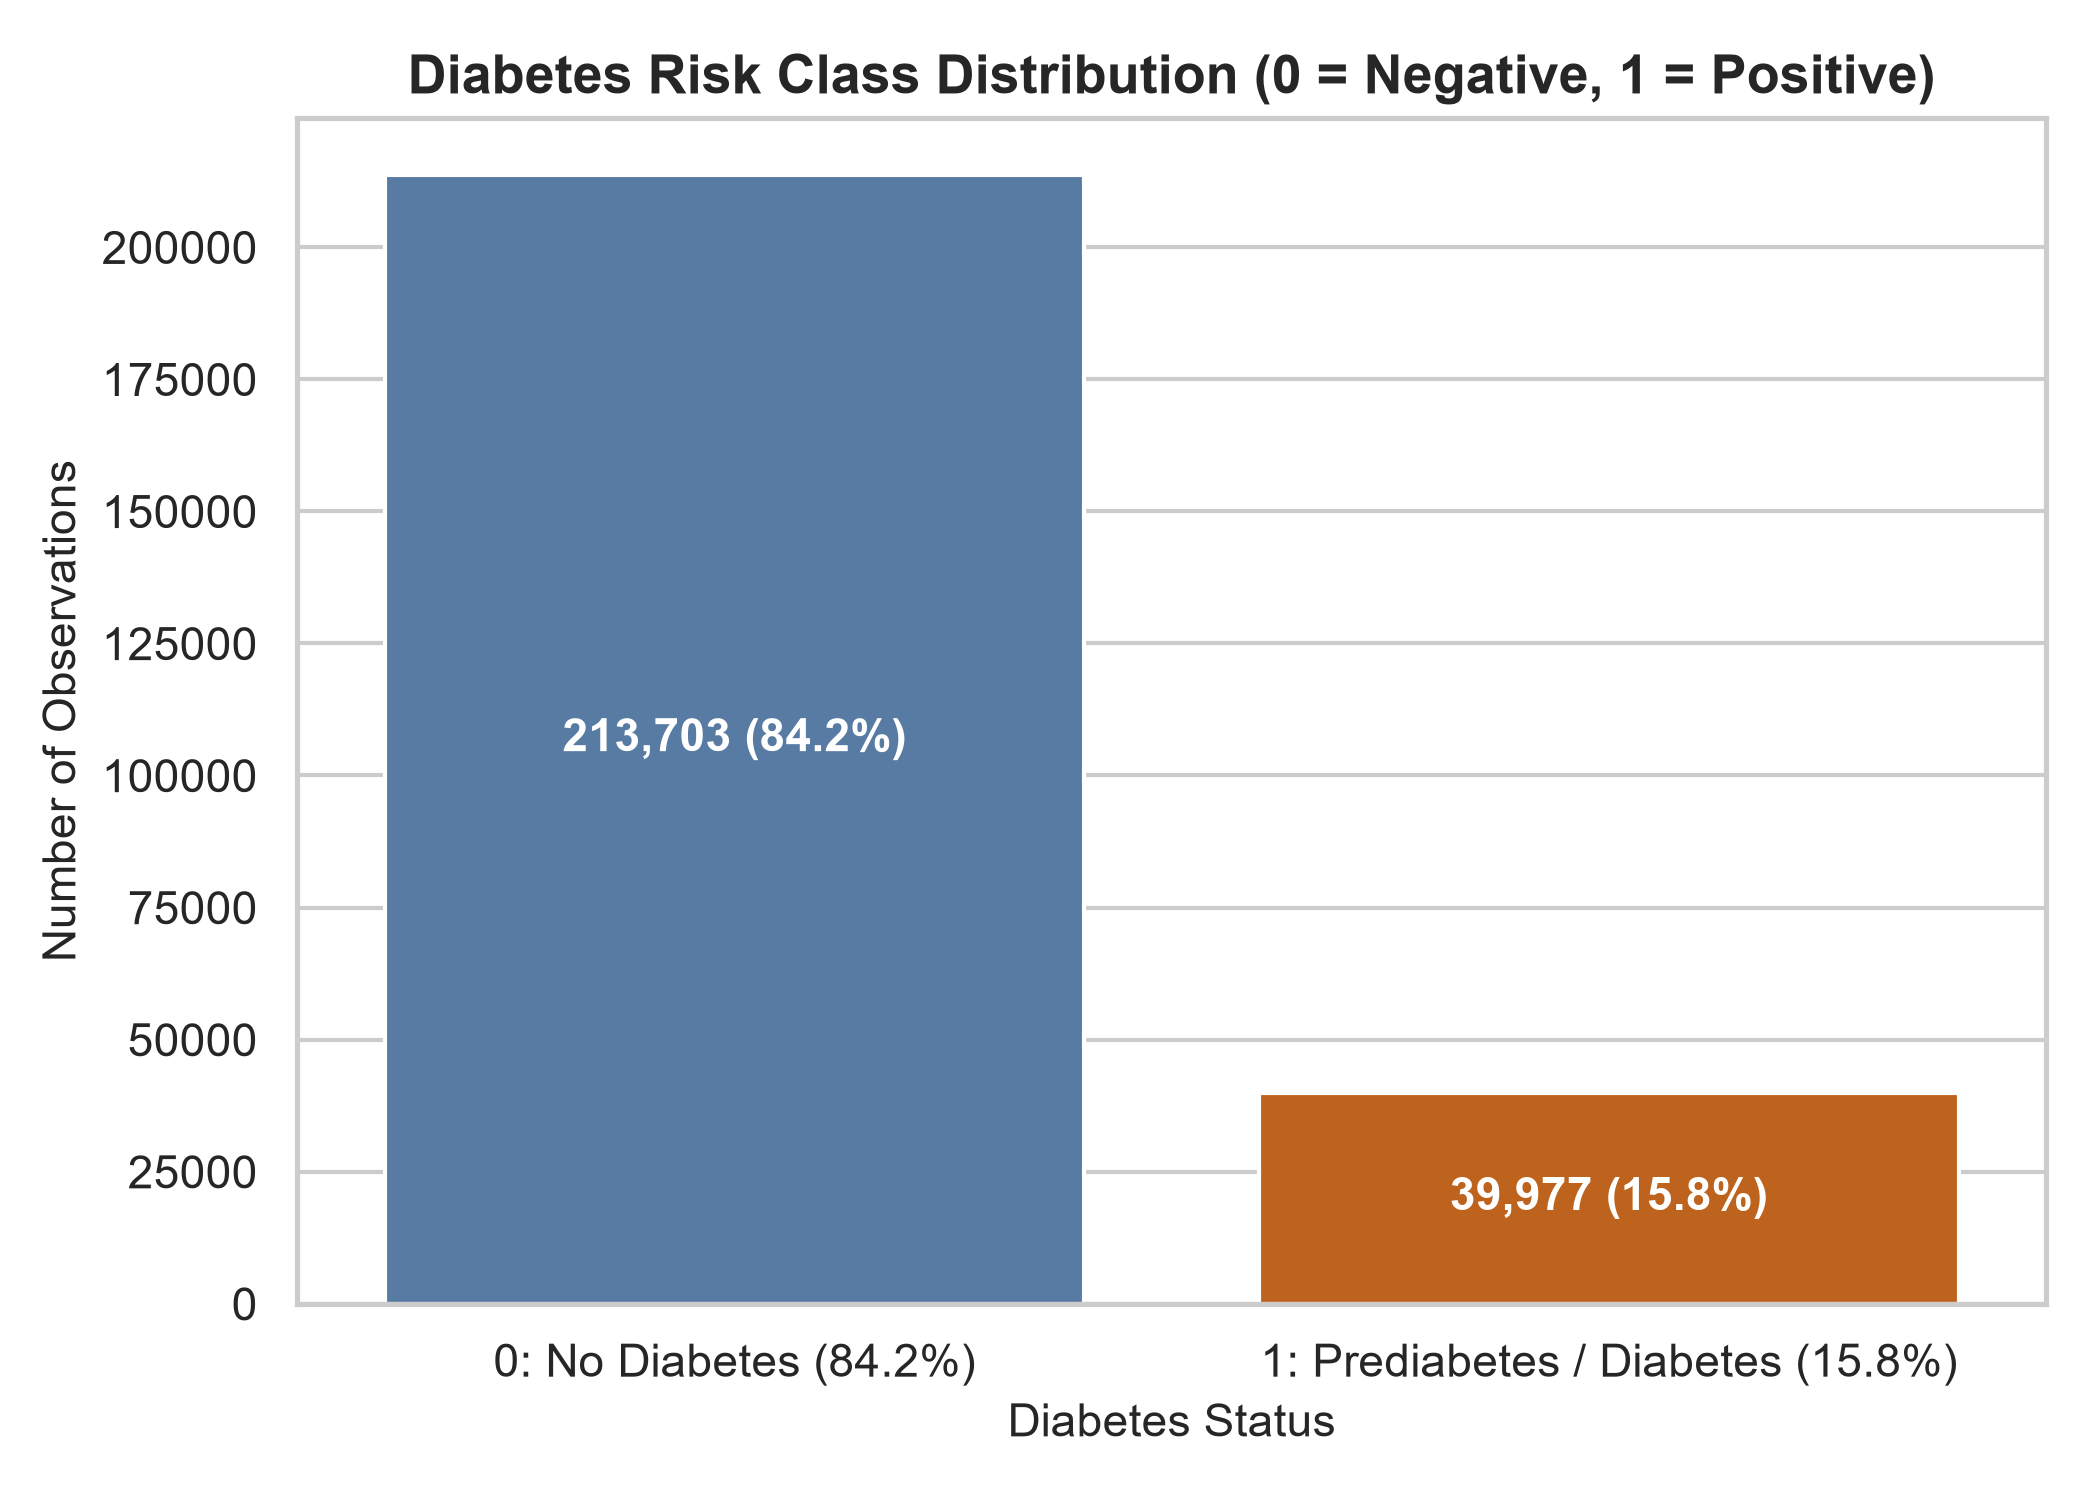 Diabetes Risk Class Distribution (0 = Negative, 1 = Positive)
Number of Observations
200000
175000
150000
125000
100000
75000
50000
25000
0
213,703 (84.2%)
39,977 (15.8%)
0: No Diabetes (84.2%)
1: Prediabetes / Diabetes (15.8%)
Diabetes Status